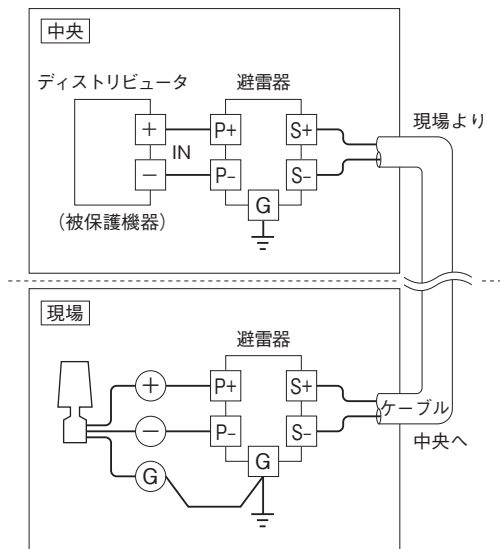 中央
ディストリビュータ
避雷器
+
IN
P+
S+
現場より
−
P−
S−
(被保護機器)
G
現場
避雷器
+
P+
S+
−
P−
S−
ケーブル
中央へ
G
G